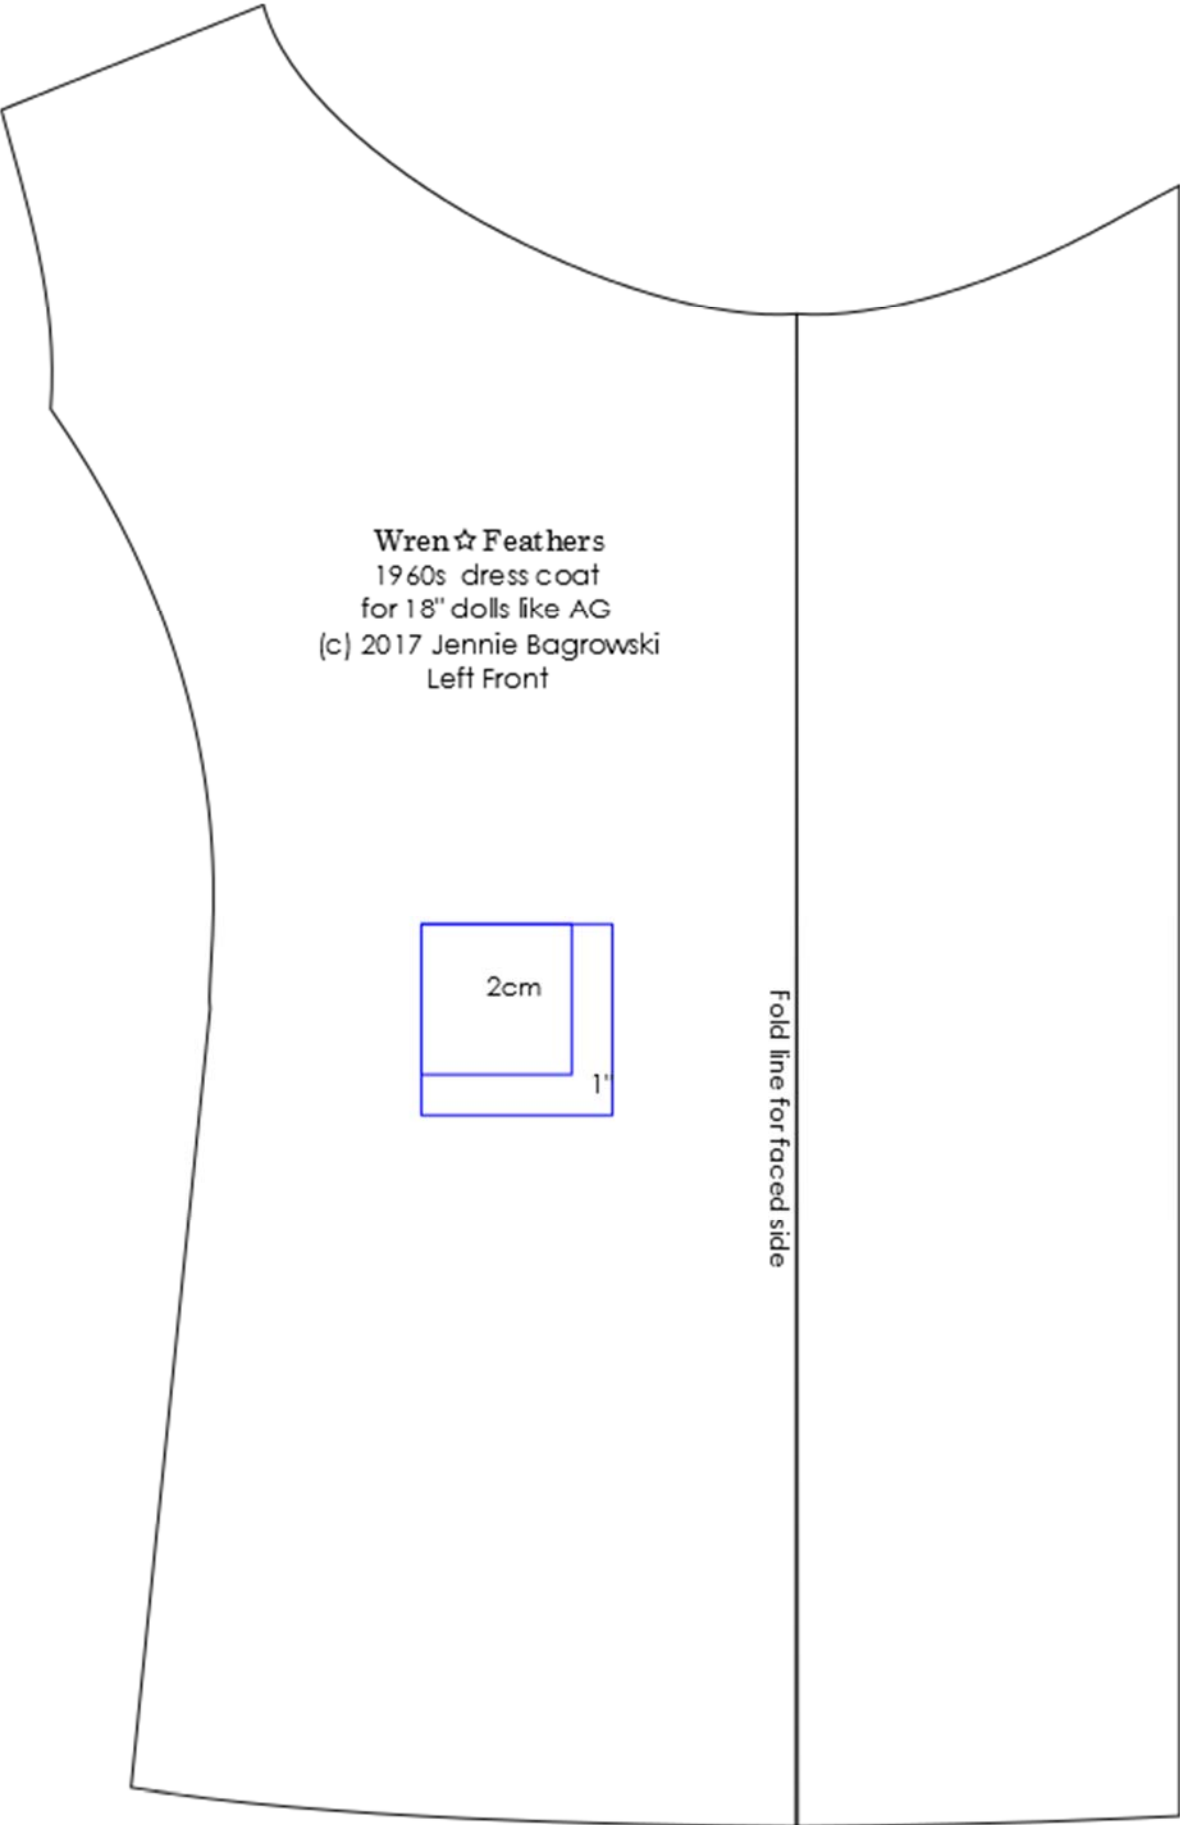 Wren☆Feathers
1960s dress coat
for 18" dolls like AG
(c) 2017 Jennie Bagrowski
Left Front
2cm
1"
Fold line for faced side